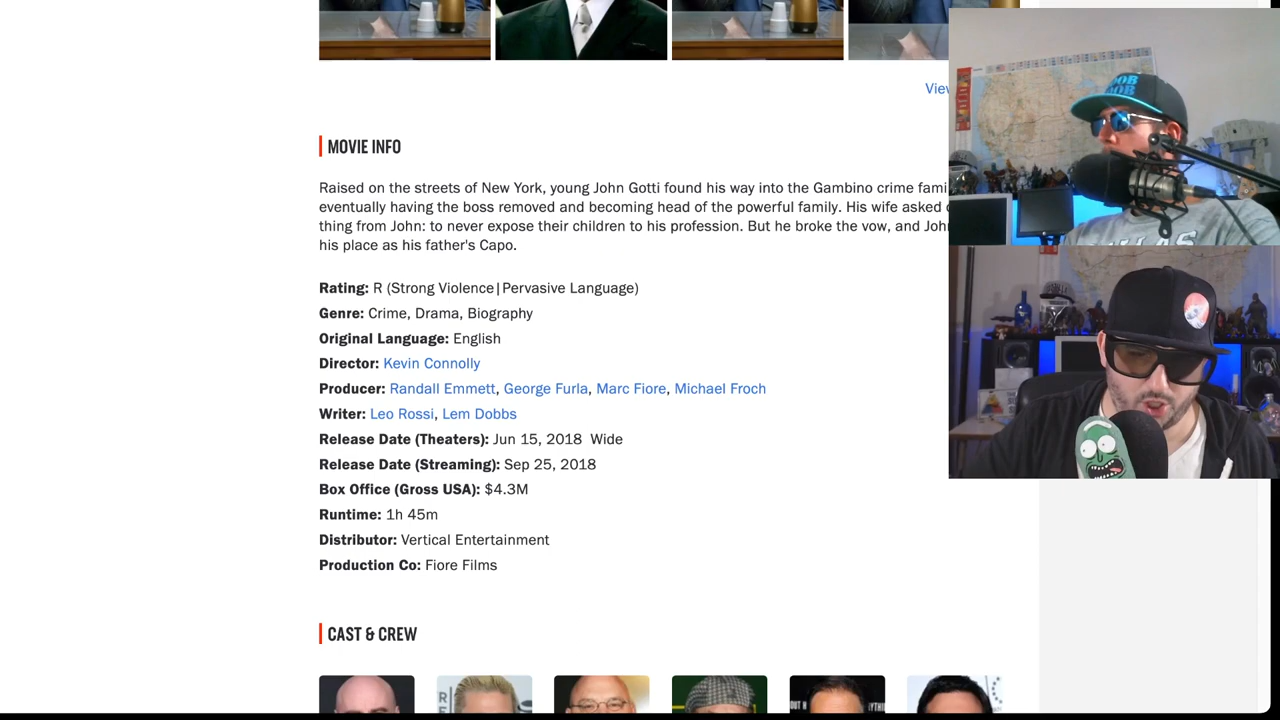 View
MOVIE INFO
Raised on the streets of New York, young John Gotti found his way into the Gambino crime fami
eventually having the boss removed and becoming head of the powerful family. His wife asked
thing from John: to never expose their children to his profession. But he broke the vow, and Joh
his place as his father's Capo.
Rating: R (Strong Violence|Pervasive Language)
Genre: Crime, Drama, Biography
Original Language: English
Director: Kevin Connolly
Producer: Randall Emmett, George Furla, Marc Fiore, Michael Froch
Writer: Leo Rossi, Lem Dobbs
Release Date (Theaters): Jun 15, 2018 Wide
Release Date (Streaming): Sep 25, 2018
Box Office (Gross USA): $4.3M
Runtime: 1h 45m
Distributor: Vertical Entertainment
Production Co: Fiore Films
CAST & CREW